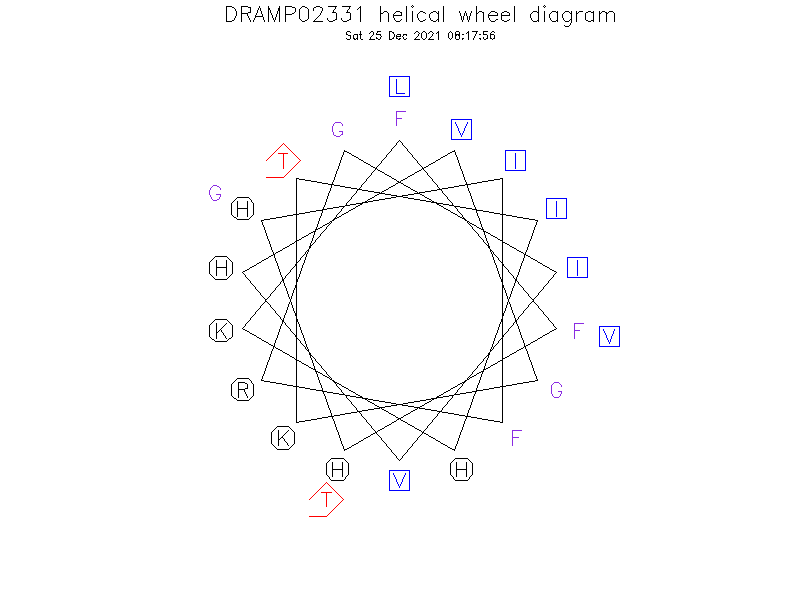 DRAMP02331 helical wheel diagram
Sat 25 Dec 2021 08:17:56
L
F
G V
T I
G H I
H I
K F V
R G
K F
H V H
T